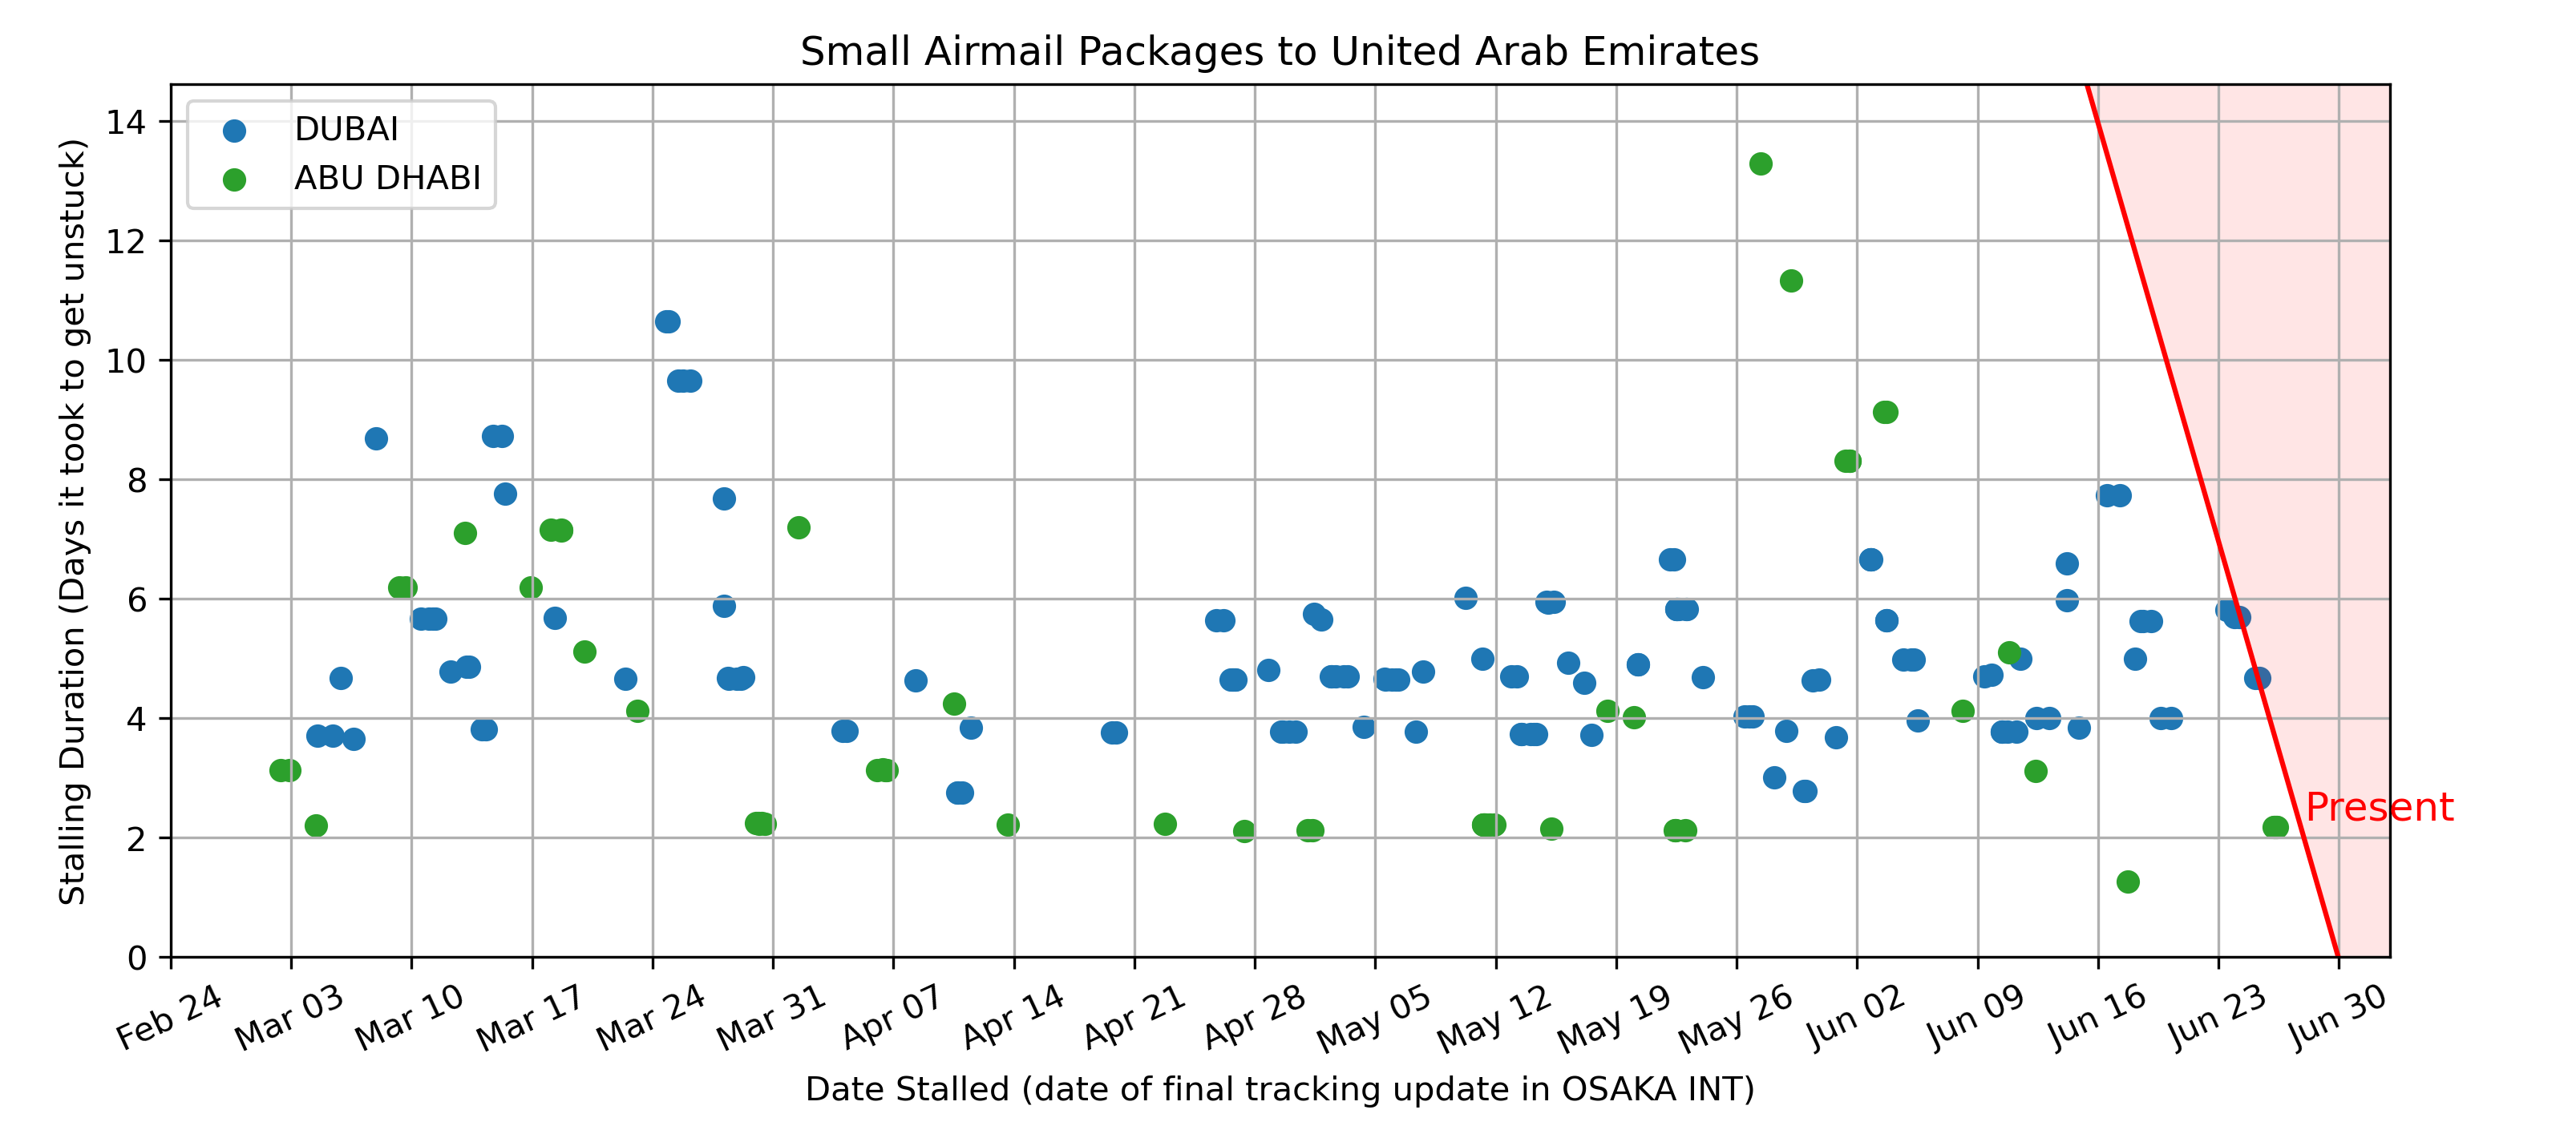 Small Airmail Packages to United Arab Emirates
DUBAI
ABU DHABI
Stalling Duration (Days it took to get unstuck)
14
12
10
8
6
4
2
0
Present
Feb 24
Mar 03
Mar 10
Mar 17
Mar 24
Mar 31
Apr 07
Apr 14
Apr 21
Apr 28
May 05
May 12
May 19
May 26
Jun 02
Jun 09
Jun 16
Jun 23
Jun 30
Date Stalled (date of final tracking update in OSAKA INT)